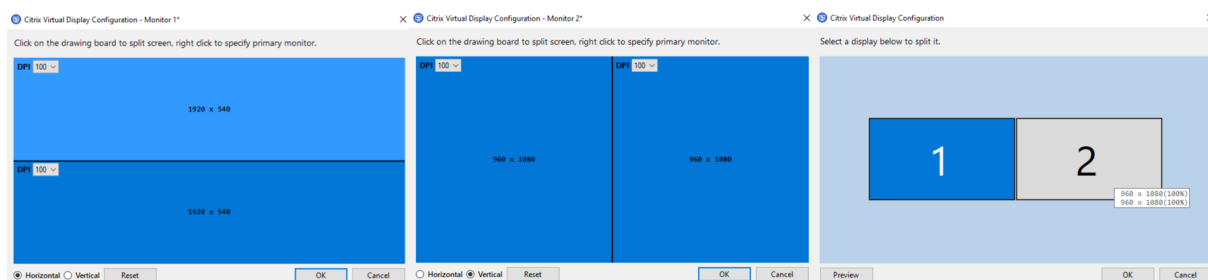 Citrix Virtual Display Configuration - Monitor 1*
Click on the drawing board to split screen, right click to specify primary monitor.
DPI 100
1920 x 540
DPI 100
1920 x 540
Horizontal Vertical Reset OK Cancel
Citrix Virtual Display Configuration - Monitor 2*
Click on the drawing board to split screen, right click to specify primary monitor.
DPI 100 DPI 100
960 x 1080 960 x 1080
Horizontal Vertical Reset OK Cancel
Citrix Virtual Display Configuration
Select a display below to split it.
1 2
960 x 1080(100%)
960 x 1080(100%)
Preview OK Cancel